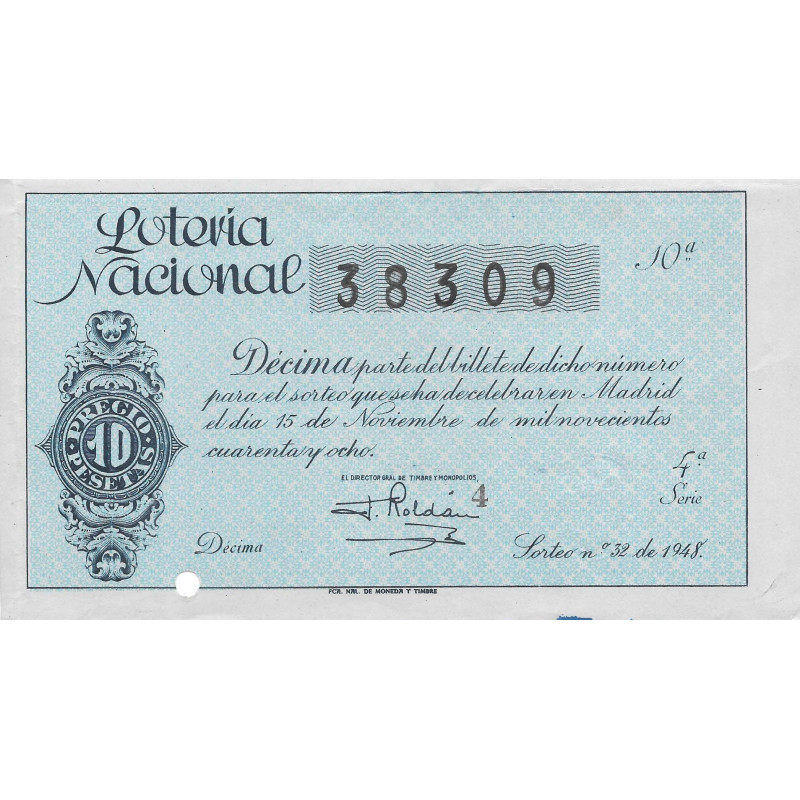 Lotería
Nacional
38309
10ª
Décima parte del billete de dicho número
para el sorteo que se ha de celebrar en Madrid
el día 15 de Noviembre de mil novecientos
cuarenta y ocho.
PRECIO
10
PESETAS
EL DIRECTOR GRAL DE TIMBRE Y MONOPOLIOS,
J. Roldán
4
4ª
Serie
Décima
Sorteo nº 32 de 1948.
FCA. NAL. DE MONEDA Y TIMBRE